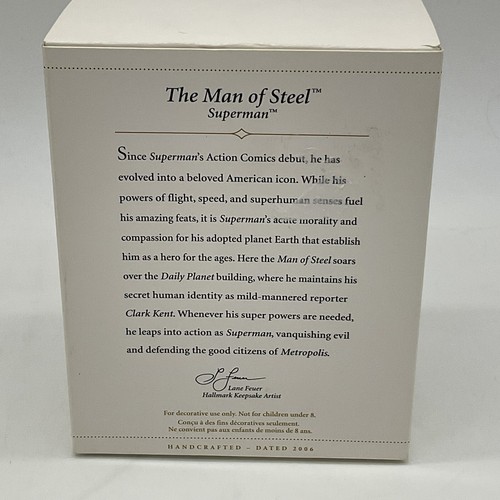 The Man of Steel™
Superman™
Since Superman's Action Comics debut, he has
evolved into a beloved American icon. While his
powers of flight, speed, and superhuman senses fuel
his amazing feats, it is Superman's acute morality and
compassion for his adopted planet Earth that establish
him as a hero for the ages. Here the Man of Steel soars
over the Daily Planet building, where he maintains his
secret human identity as mild-mannered reporter
Clark Kent. Whenever his super powers are needed,
he leaps into action as Superman, vanquishing evil
and defending the good citizens of Metropolis.
L Feuer
Lane Feuer
Hallmark Keepsake Artist
For decorative use only. Not for children under 8.
Conçu à des fins décoratives seulement.
Ne convient pas aux enfants de moins de 8 ans.
HANDCRAFTED – DATED 2006